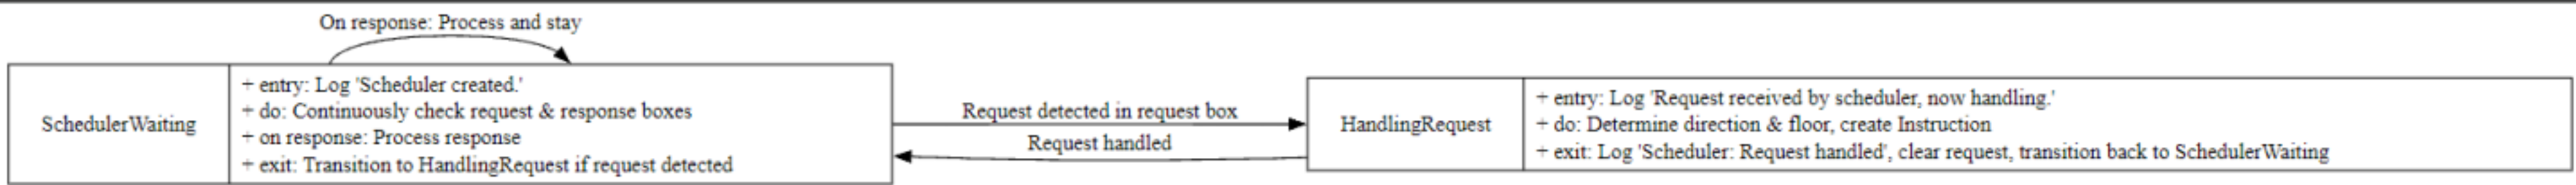 On response: Process and stay
SchedulerWaiting
+ entry: Log 'Scheduler created.'
+ do: Continuously check request & response boxes
+ on response: Process response
+ exit: Transition to HandlingRequest if request detected
Request detected in request box
Request handled
HandlingRequest
+ entry: Log 'Request received by scheduler, now handling.'
+ do: Determine direction & floor, create Instruction
+ exit: Log 'Scheduler: Request handled', clear request, transition back to SchedulerWaiting